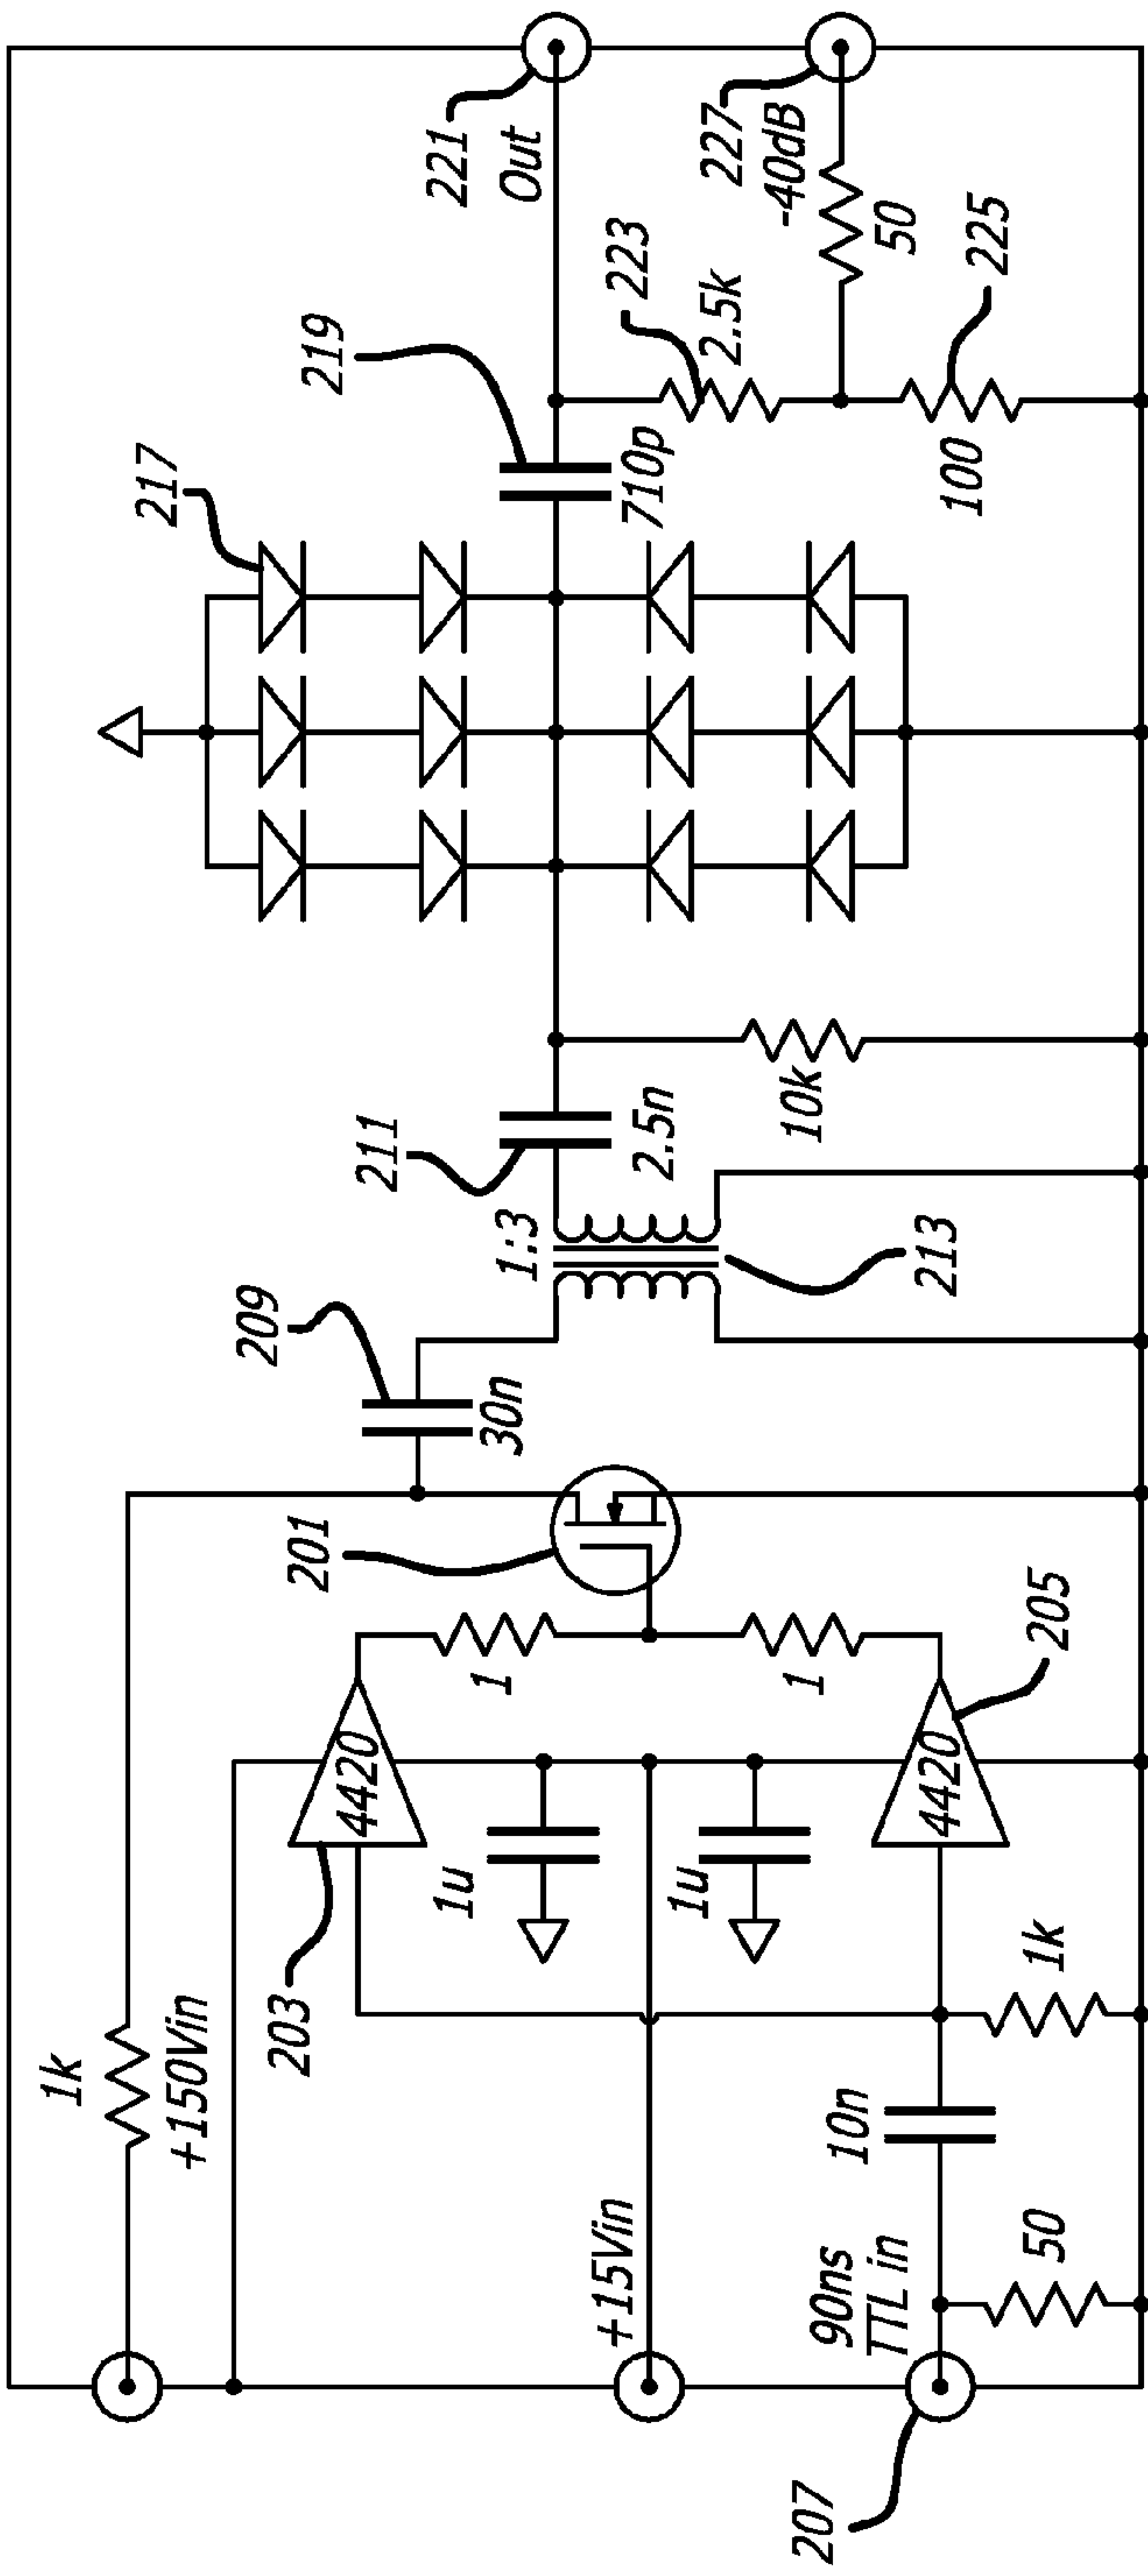 1k
+150Vin
203
4420
201
209
30n
1:3
211
2.5n
213
10k
217
219
710p
221
Out
223
2.5k
227
-40dB
50
225
100
1
1
1u
1u
+15Vin
4420
205
90ns
TTL in
10n
1k
50
207